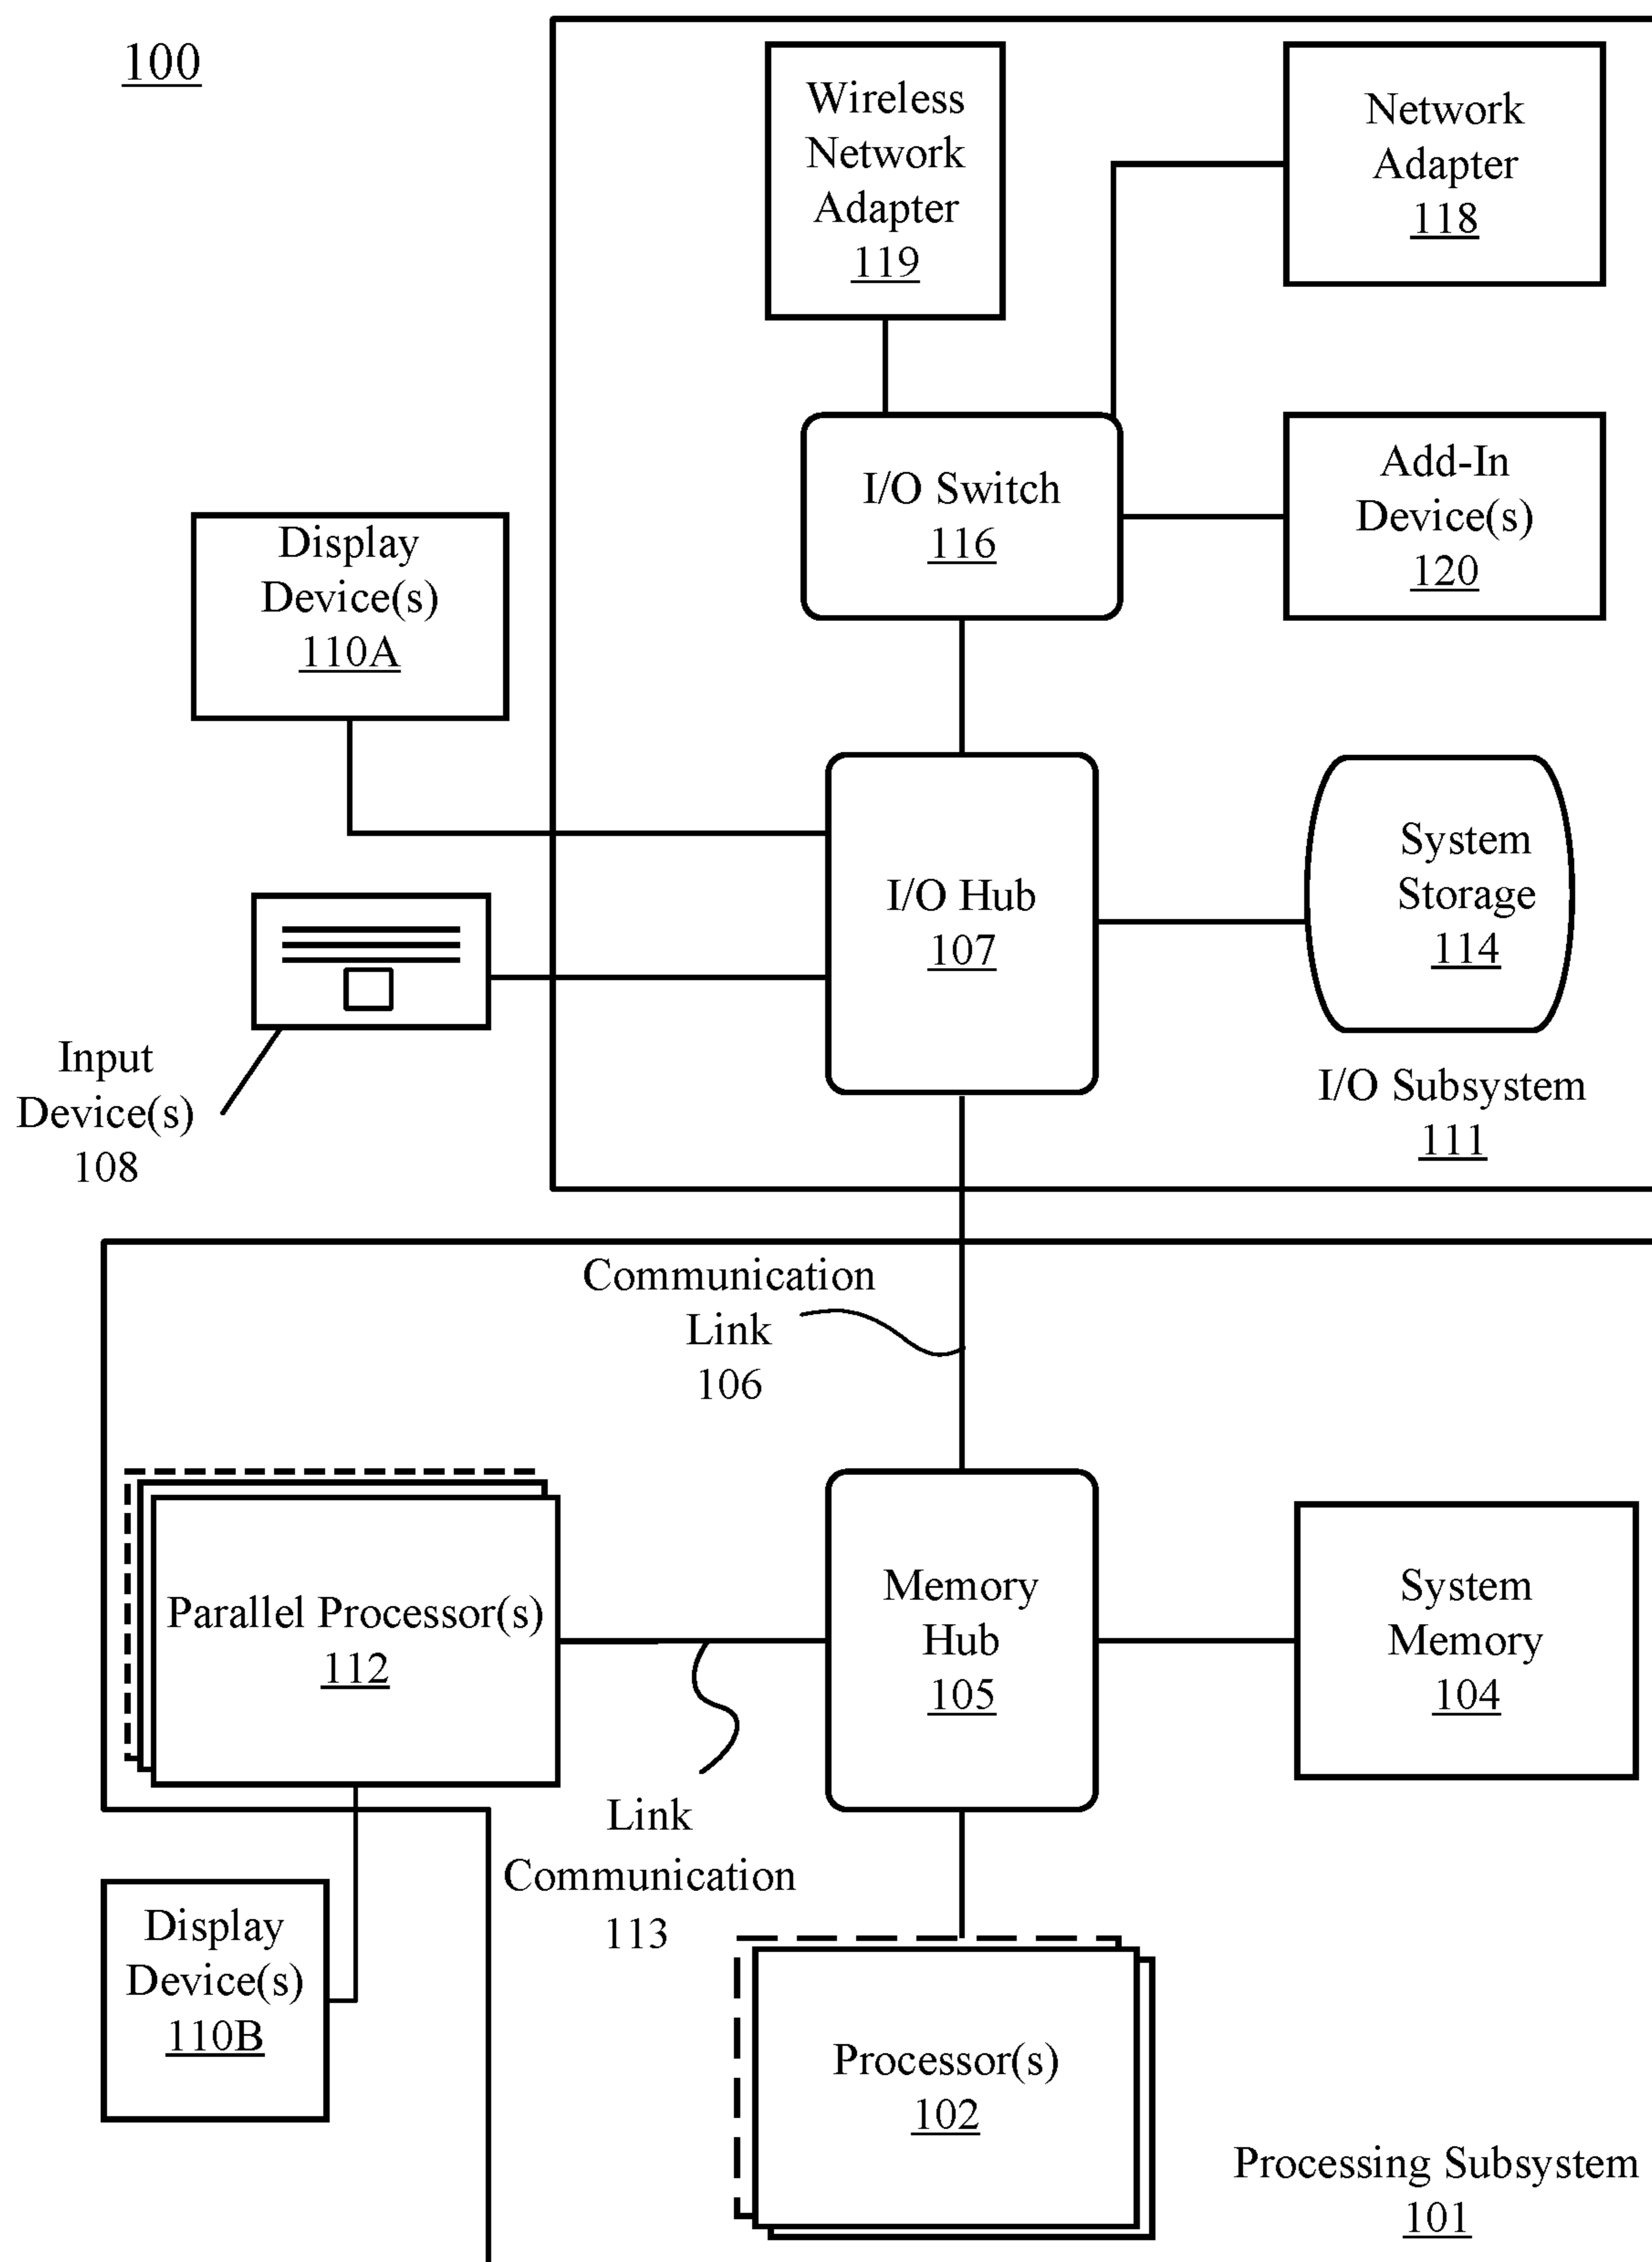 100
Wireless
Network
Adapter
119
Network
Adapter
118
I/O Switch
116
Add-In
Device(s)
120
Display
Device(s)
110A
I/O Hub
107
System
Storage
114
Input
Device(s)
108
I/O Subsystem
111
Communication
Link
106
Parallel Processor(s)
112
Memory
Hub
105
System
Memory
104
Link
Communication
113
Display
Device(s)
110B
Processor(s)
102
Processing Subsystem
101